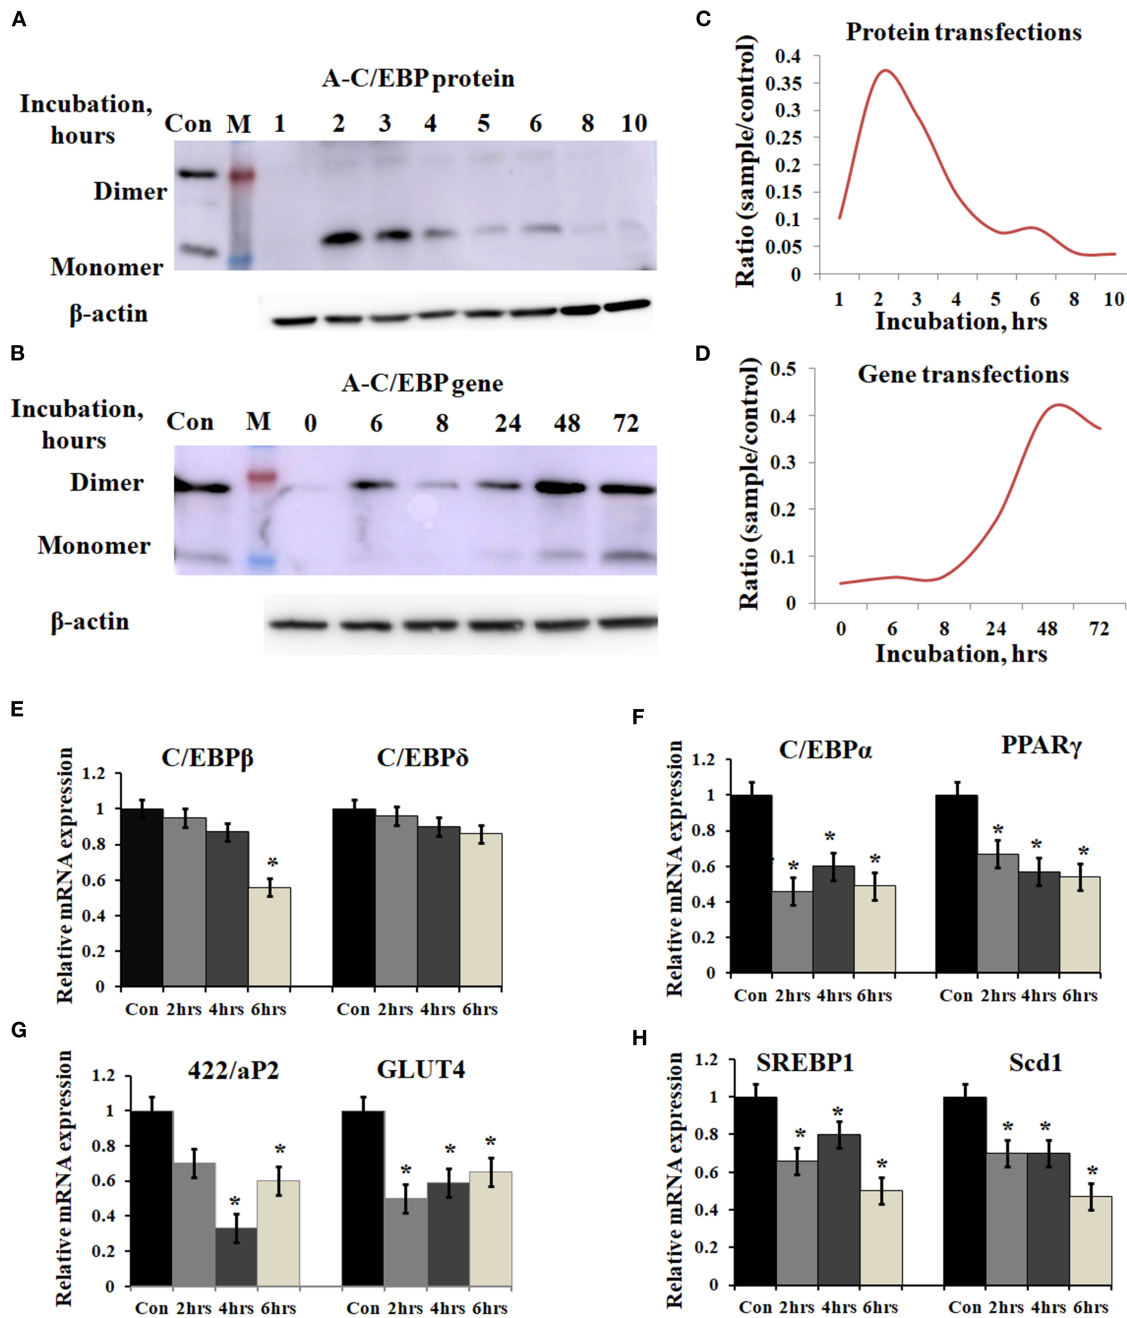 A
A-C/EBP protein
Incubation,
hours
Con M 1 2 3 4 5 6 8 10
Dimer
Monomer
β-actin
B
A-C/EBP gene
Incubation,
hours
Con M 0 6 8 24 48 72
Dimer
Monomer
β-actin
C
Protein transfections
Ratio (sample/control)
0.4
0.35
0.3
0.25
0.2
0.15
0.1
0.05
0
1 2 3 4 5 6 8 10
Incubation, hrs
D
Gene transfections
Ratio (sample/control)
0.5
0.4
0.3
0.2
0.1
0
0 6 8 24 48 72
Incubation, hrs
E
C/EBPβ C/EBPδ
Relative mRNA expression
1.2
1
0.8
0.6
0.4
0.2
0
*
Con 2hrs 4hrs 6hrs Con 2hrs 4hrs 6hrs
F
C/EBPα PPARγ
Relative mRNA expression
1.2
1
0.8
0.6
0.4
0.2
0
* * * * * *
Con 2hrs 4hrs 6hrs Con 2hrs 4hrs 6hrs
G
422/aP2 GLUT4
Relative mRNA expression
1.2
1
0.8
0.6
0.4
0.2
0
* * * * *
Con 2hrs 4hrs 6hrs Con 2hrs 4hrs 6hrs
H
SREBP1 Scd1
Relative mRNA expression
1.2
1
0.8
0.6
0.4
0.2
0
* * * * * *
Con 2hrs 4hrs 6hrs Con 2hrs 4hrs 6hrs